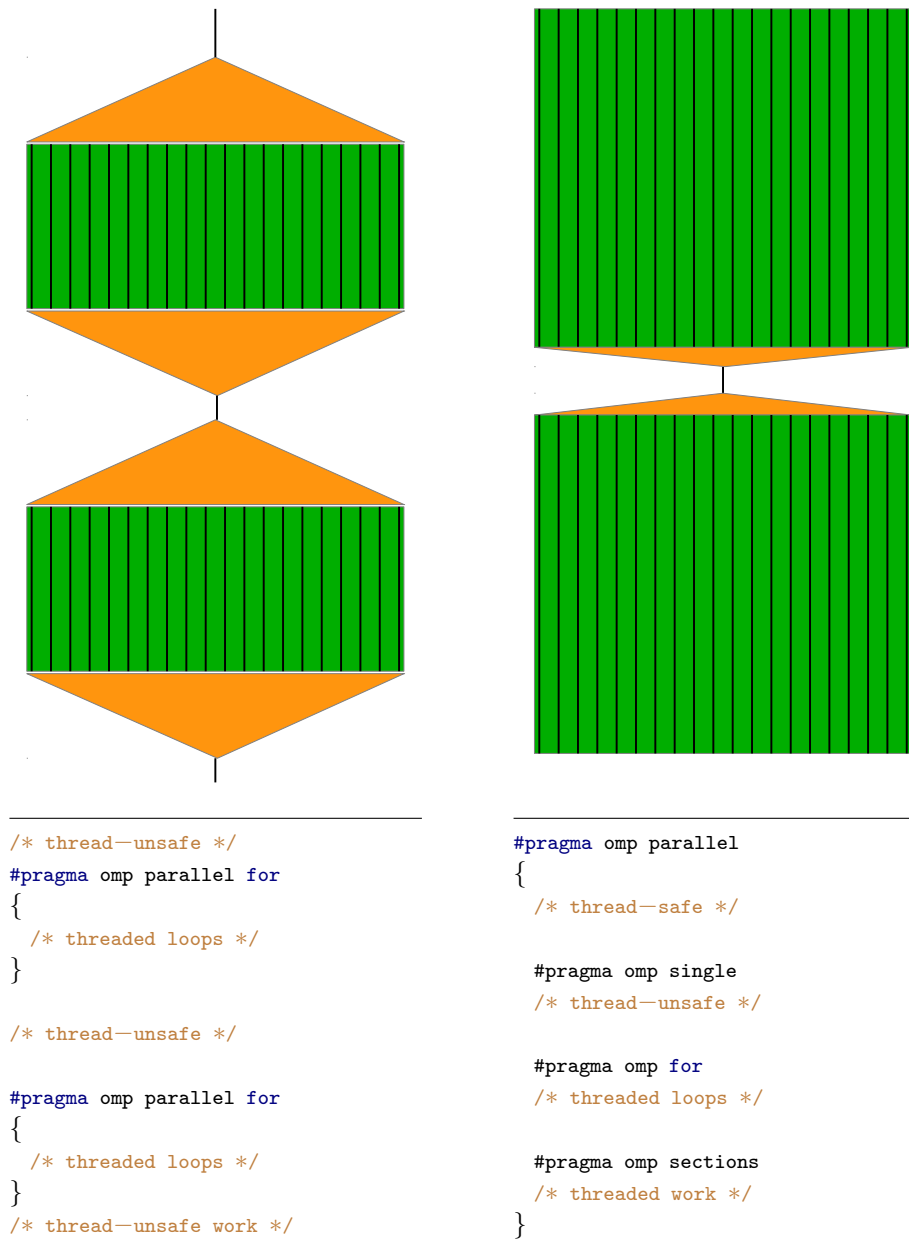 /* thread−unsafe */
#pragma omp parallel for
{
/* threaded loops */
}
/* thread−unsafe */
#pragma omp parallel for
{
/* threaded loops */
}
/* thread−unsafe work */
#pragma omp parallel
{
/* thread−safe */
#pragma omp single
/* thread−unsafe */
#pragma omp for
/* threaded loops */
#pragma omp sections
/* threaded work */
}